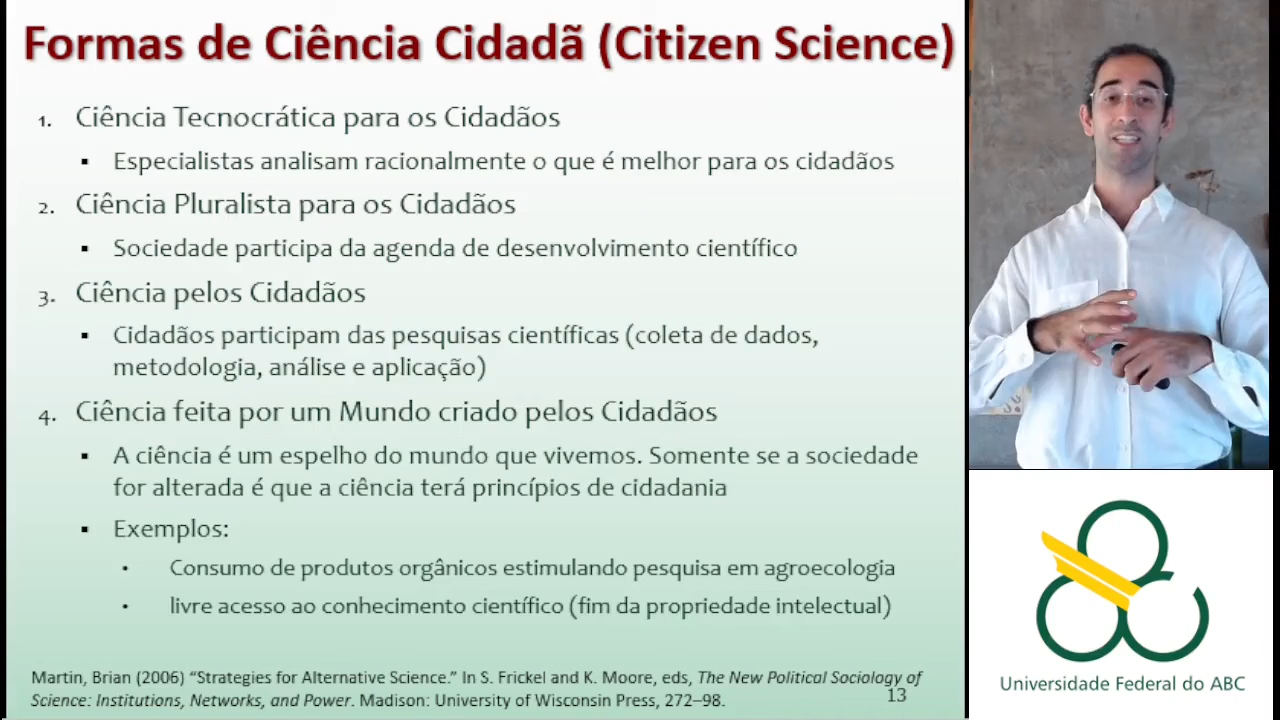 Formas de Ciência Cidadã (Citizen Science)
1. Ciência Tecnocrática para os Cidadãos
▪ Especialistas analisam racionalmente o que é melhor para os cidadãos
2. Ciência Pluralista para os Cidadãos
▪ Sociedade participa da agenda de desenvolvimento científico
3. Ciência pelos Cidadãos
▪ Cidadãos participam das pesquisas científicas (coleta de dados,
metodologia, análise e aplicação)
4. Ciência feita por um Mundo criado pelos Cidadãos
▪ A ciência é um espelho do mundo que vivemos. Somente se a sociedade
for alterada é que a ciência terá princípios de cidadania
▪ Exemplos:
• Consumo de produtos orgânicos estimulando pesquisa em agroecologia
• livre acesso ao conhecimento científico (fim da propriedade intelectual)
Martin, Brian (2006) “Strategies for Alternative Science.” In S. Frickel and K. Moore, eds, The New Political Sociology of
Science: Institutions, Networks, and Power. Madison: University of Wisconsin Press, 272–98.
13
Universidade Federal do ABC